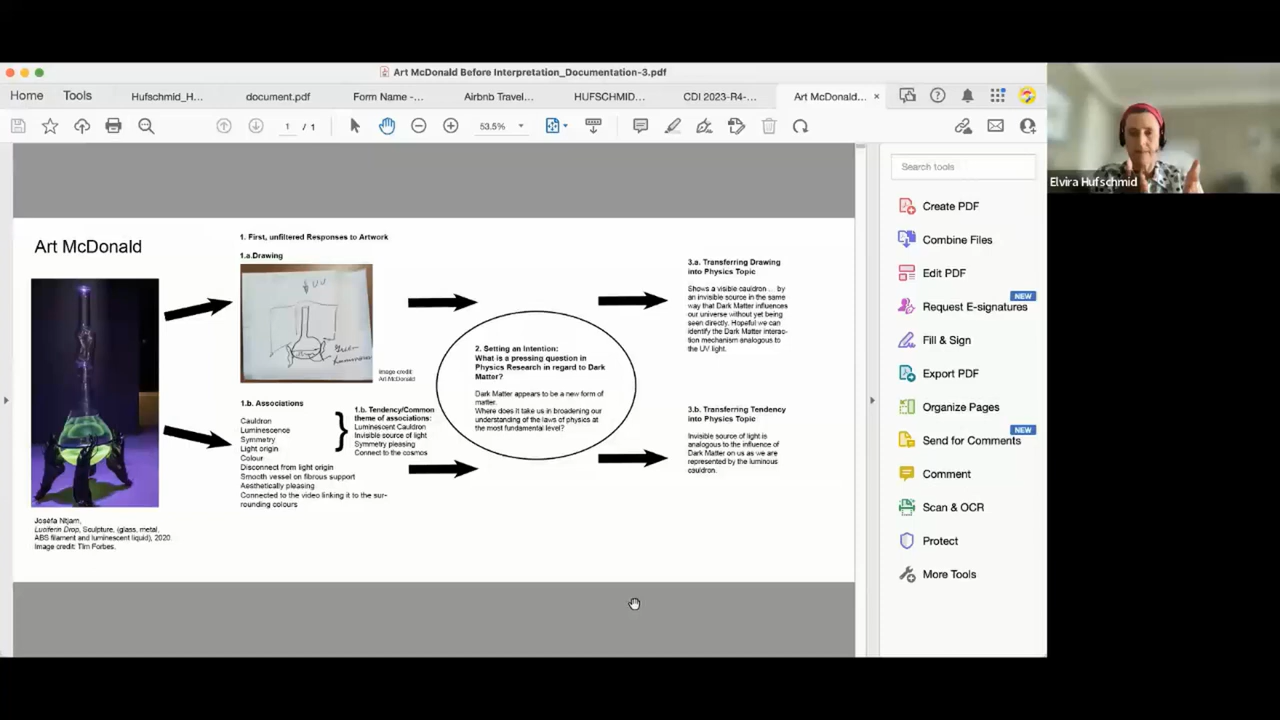 Art McDonald Before Interpretation_Documentation-3.pdf
Home
Tools
Hufschmid_H...
document.pdf
Form Name -...
Airbnb Travel...
HUFSCHMID...
CDI 2023-R4-...
Art McDonald...
1 / 1
53.5%
Search tools
Create PDF
Combine Files
Edit PDF
NEW
Request E-signatures
Fill & Sign
Export PDF
Organize Pages
NEW
Send for Comments
Comment
Scan & OCR
Protect
More Tools
Elvira Hufschmid
Art McDonald
Joséfa Ntjam,
Luciferin Drop, Sculpture, (glass, metal,
ABS filament and luminescent liquid), 2020
Image credit: Tim Forbes.
1. First, unfiltered Responses to Artwork
1.a.Drawing
UV
Green
Image credit
Art McDonald
1.b. Associations
Cauldron
Luminescence
Symmetry
Light origin
Colour
Disconnect from light origin
Smooth vessel on fibrous support
Aesthetically pleasing
Connected to the video linking it to the sur-
rounding colours
1.b. Tendency/Common
theme of associations:
Luminescent Cauldron
Invisible source of light
Symmetry pleasing
Connect to the cosmos
2. Setting an Intention:
What is a pressing question in
Physics Research in regard to Dark
Matter?
Dark Matter appears to be a new form of
matter.
Where does it take us in broadening our
understanding of the laws of physics at
the most fundamental level?
3.a. Transferring Drawing
into Physics Topic
Shows a visible cauldron ... by
an invisible source in the same
way that Dark Matter influences
our universe without yet being
seen directly. Hopeful we can
identify the Dark Matter interac-
tion mechanism analogous to
the UV light.
3.b. Transferring Tendency
into Physics Topic
Invisible source of light is
analogous to the influence of
Dark Matter on us as we are
represented by the luminous
cauldron.